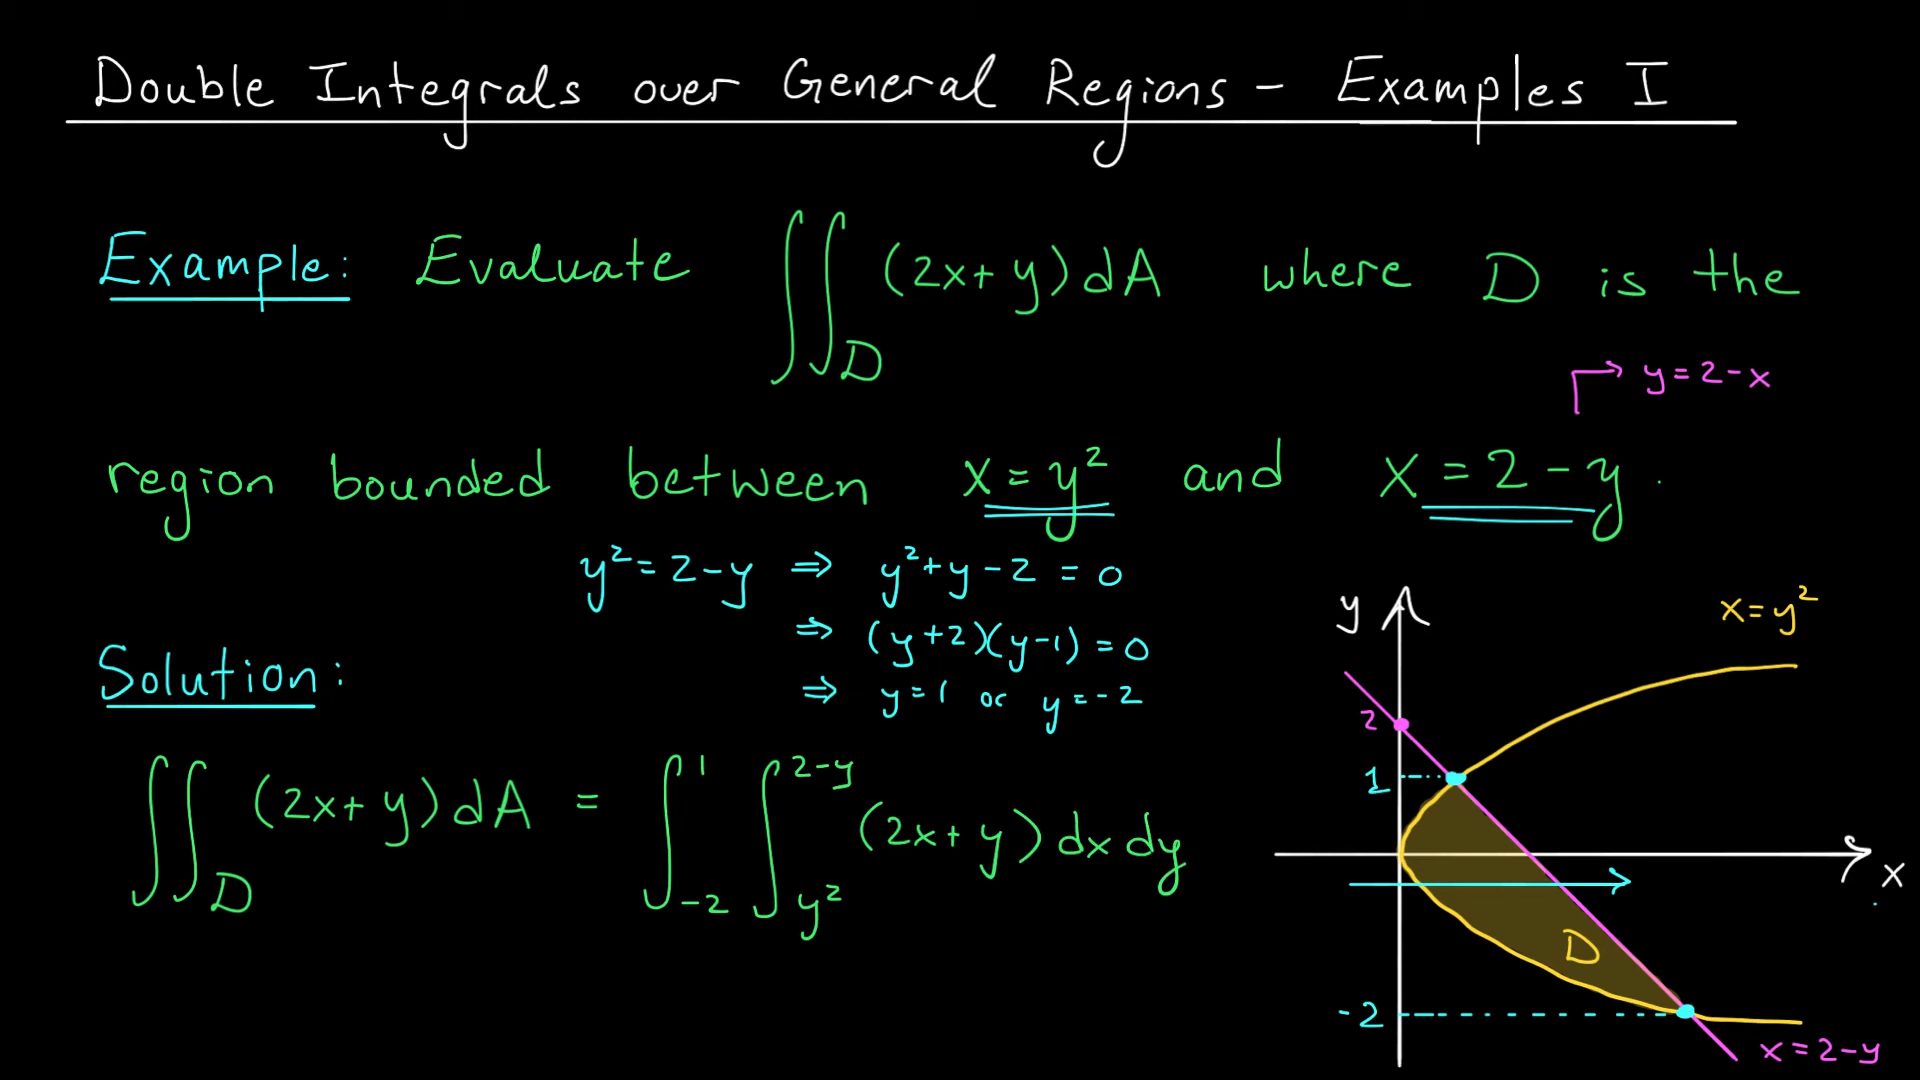 Double Integrals over General Regions - Examples I
Example: Evaluate ∬_D (2x+y)dA where D is the
y=2-x
region bounded between x=y² and x=2-y.
y²=2-y ⇒ y²+y-2=0
⇒ (y+2)(y-1)=0
⇒ y=1 or y=-2
Solution:
∬_D (2x+y)dA = ∫_{-2}^{1} ∫_{y²}^{2-y} (2x+y)dx dy
y
x=y²
2
1
x
D
-2
x=2-y